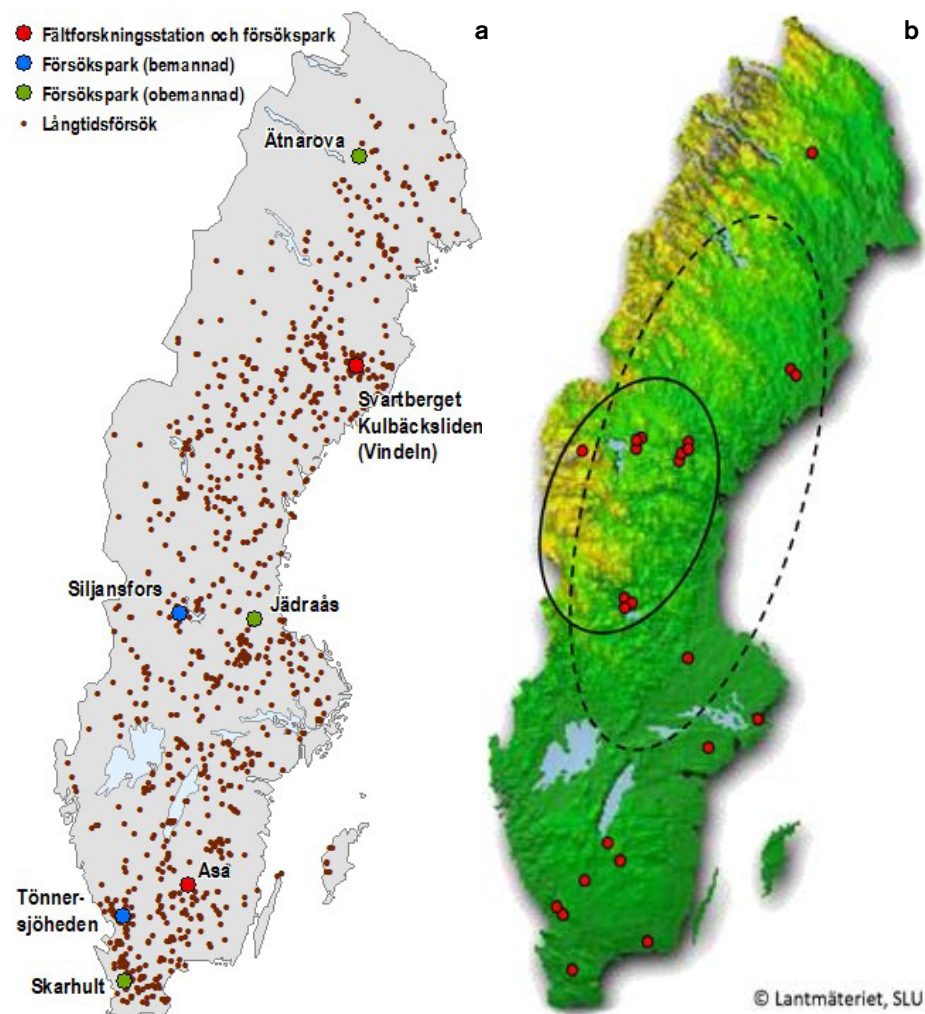 Fältforskningsstation och försökspark
Försökspark (bemannad)
Försökspark (obemannad)
Långtidsförsök
a
b
Ätnarova
Svartberget
Kulbäcksliden
(Vindeln)
Siljansfors
Jädraås
Asa
Tönner-
sjöheden
Skarhult
© Lantmäteriet, SLU